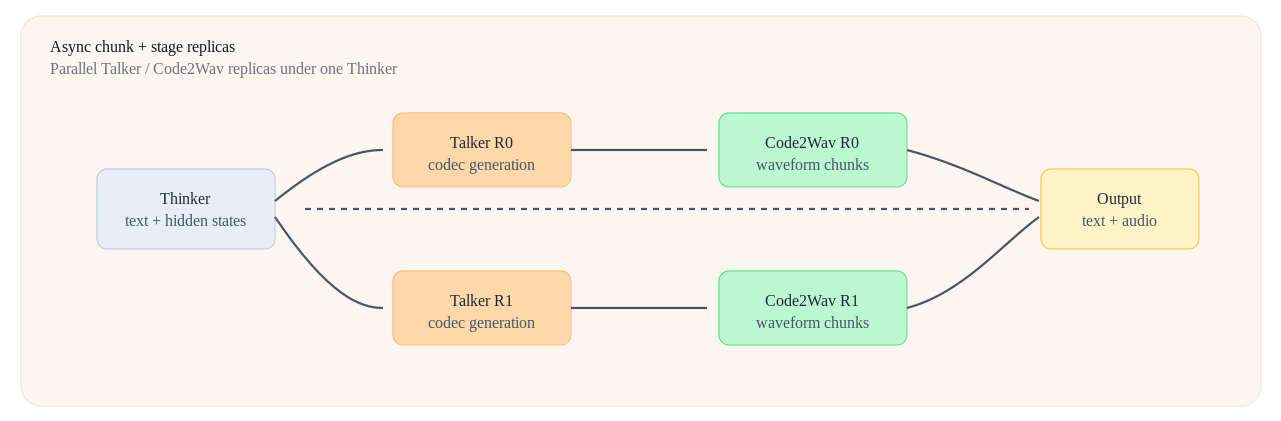 Async chunk + stage replicas
Parallel Talker / Code2Wav replicas under one Thinker
Thinker
text + hidden states
Talker R0
codec generation
Code2Wav R0
waveform chunks
Talker R1
codec generation
Code2Wav R1
waveform chunks
Output
text + audio